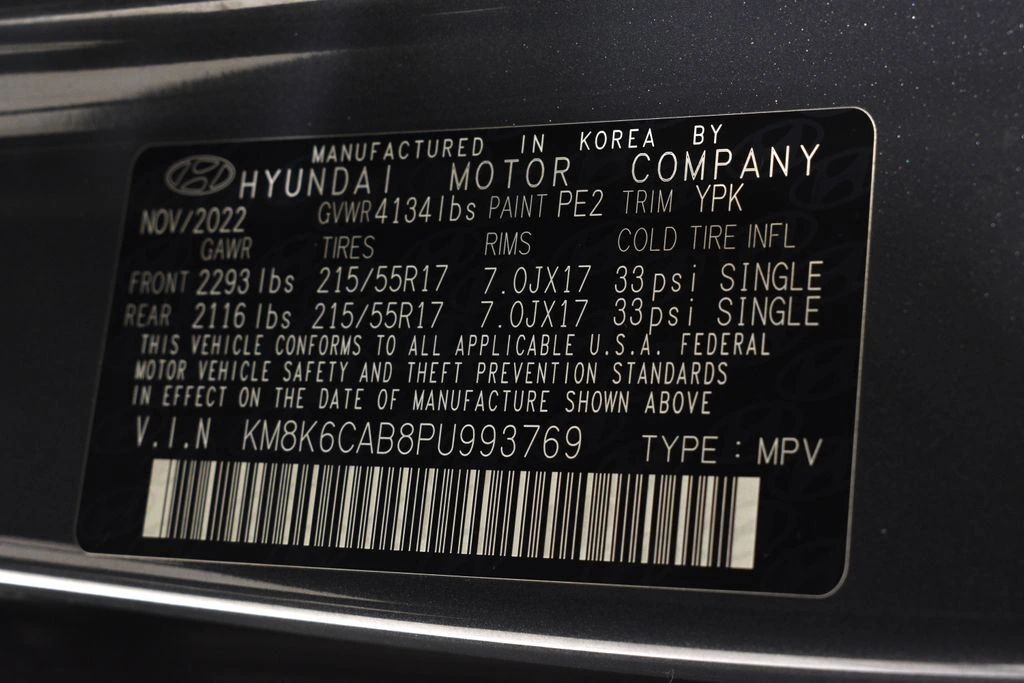 MANUFACTURED IN KOREA BY
HYUNDAI MOTOR COMPANY
NOV/2022 GVWR 4134lbs PAINT PE2 TRIM YPK
GAWR TIRES RIMS COLD TIRE INFL
FRONT 2293 lbs 215/55R17 7.0JX17 33psi SINGLE
REAR 2116 lbs 215/55R17 7.0JX17 33psi SINGLE
THIS VEHICLE CONFORMS TO ALL APPLICABLE U.S.A. FEDERAL
MOTOR VEHICLE SAFETY AND THEFT PREVENTION STANDARDS
IN EFFECT ON THE DATE OF MANUFACTURE SHOWN ABOVE
V.I.N KM8K6CAB8PU993769 TYPE : MPV